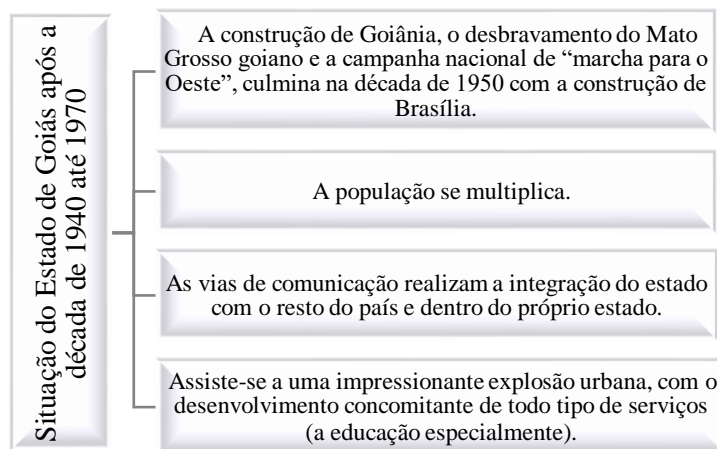 Situação do Estado de Goiás após a
década de 1940 até 1970
A construção de Goiânia, o desbravamento do Mato
Grosso goiano e a campanha nacional de “marcha para o
Oeste”, culmina na década de 1950 com a construção de
Brasília.
A população se multiplica.
As vias de comunicação realizam a integração do estado
com o resto do país e dentro do próprio estado.
Assiste-se a uma impressionante explosão urbana, com o
desenvolvimento concomitante de todo tipo de serviços
(a educação especialmente).